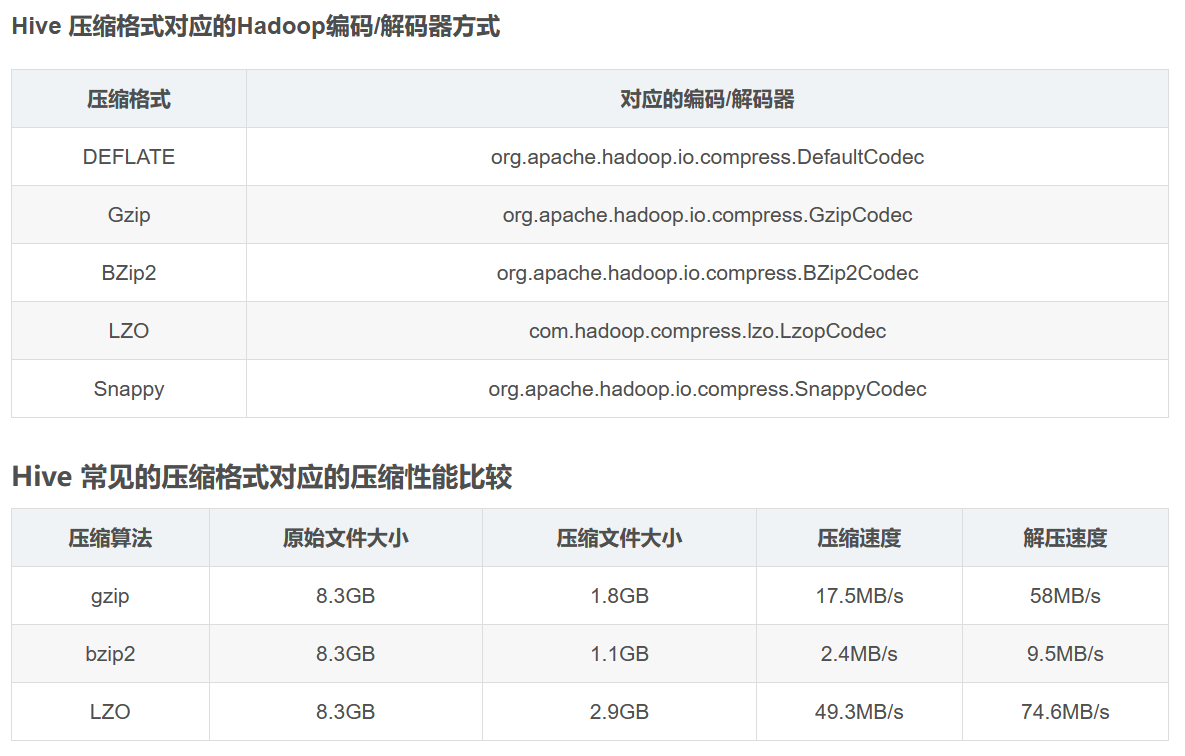 Hive 压缩格式对应的Hadoop编码/解码器方式
压缩格式 对应的编码/解码器
DEFLATE org.apache.hadoop.io.compress.DefaultCodec
Gzip org.apache.hadoop.io.compress.GzipCodec
BZip2 org.apache.hadoop.io.compress.BZip2Codec
LZO com.hadoop.compress.lzo.LzopCodec
Snappy org.apache.hadoop.io.compress.SnappyCodec
Hive 常见的压缩格式对应的压缩性能比较
压缩算法 原始文件大小 压缩文件大小 压缩速度 解压速度
gzip 8.3GB 1.8GB 17.5MB/s 58MB/s
bzip2 8.3GB 1.1GB 2.4MB/s 9.5MB/s
LZO 8.3GB 2.9GB 49.3MB/s 74.6MB/s